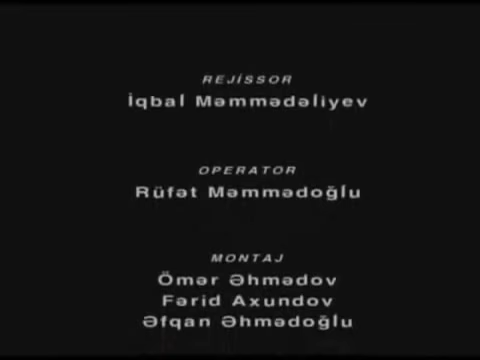 REJİSSOR
İqbal Məmmədəliyev
OPERATOR
Rüfət Məmmədoğlu
MONTAJ
Ömər Əhmədov
Fərid Axundov
Əfqan Əhmədoğlu